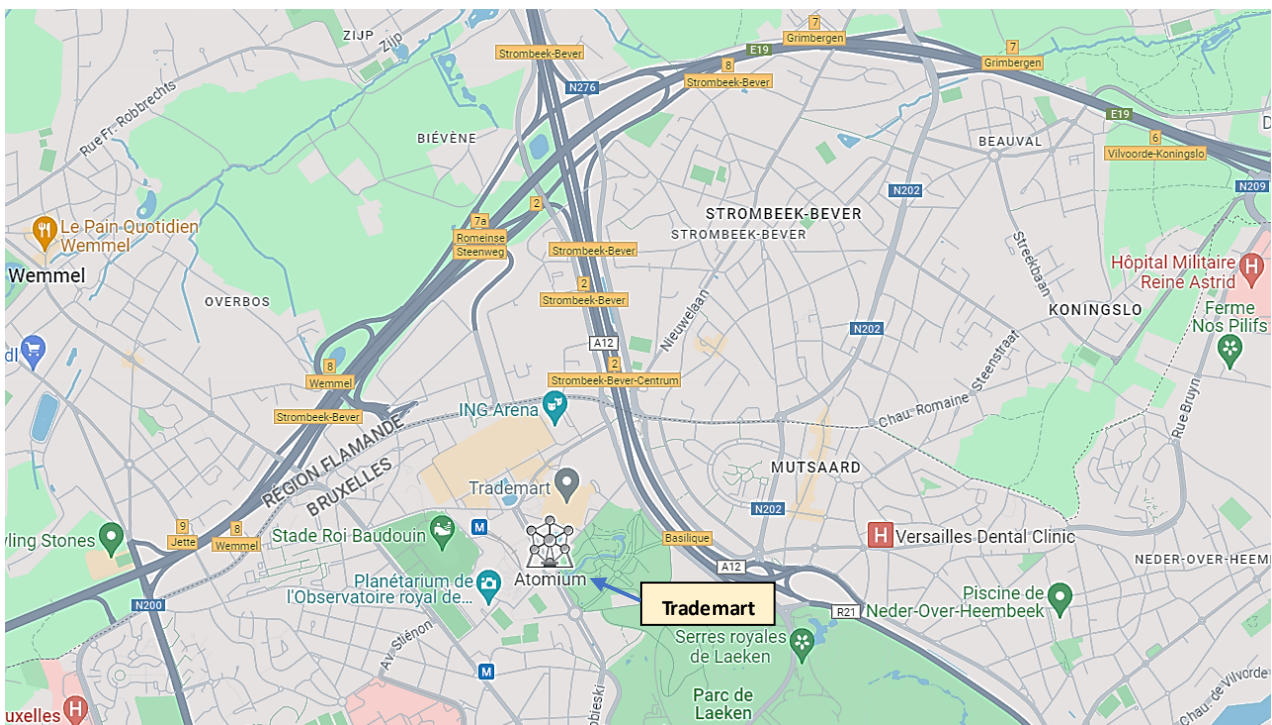 ZIJP
Zijp
Rue Fr. Robbrechts
Strombeek-Bever
N276
7
Grimbergen
E19
8
Strombeek-Bever
7
Grimbergen
E19
6
Vilvoorde-Koningslo
N209
BIÉVÈNE
BEAUVAL
N202
2
7a
Romeinse
Steenweg
STROMBEEK-BEVER
STROMBEEK-BEVER
Le Pain Quotidien
Wemmel
Wemmel
Strombeek-Bever
2
Strombeek-Bever
Streekbaan
Hôpital Militaire
Reine Astrid
OVERBOS
KONINGSLO
Ferme
Nos Pilifs
Nieuwelaan
N202
A12
dl
8
Wemmel
Strombeek-Bever
2
Strombeek-Bever-Centrum
Chau. Romaine
Steenstraat
Rue Bruyn
ING Arena
RÉGION FLAMANDE
BRUXELLES
MUTSAARD
Trademart
N202
9
Jette
8
Wemmel
ling Stones
Stade Roi Baudouin
M
Basilique
H
Versailles Dental Clinic
NEDER-OVER-HEEM
Atomium
A12
Planétarium de
l'Observatoire royal de...
Trademart
R21
Piscine de
Neder-Over-Heembeek
N200
Av. Stiénon
Serres royales
de Laeken
M
obieski
Parc de
Laeken
Chau. de Vilvorde
uxelles
H
H
D